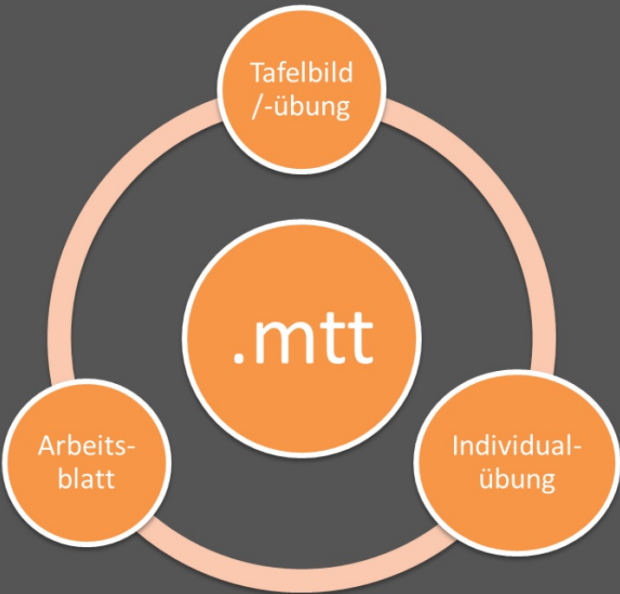 Tafelbild
/-übung
.mtt
Arbeits-
blatt
Individual-
übung